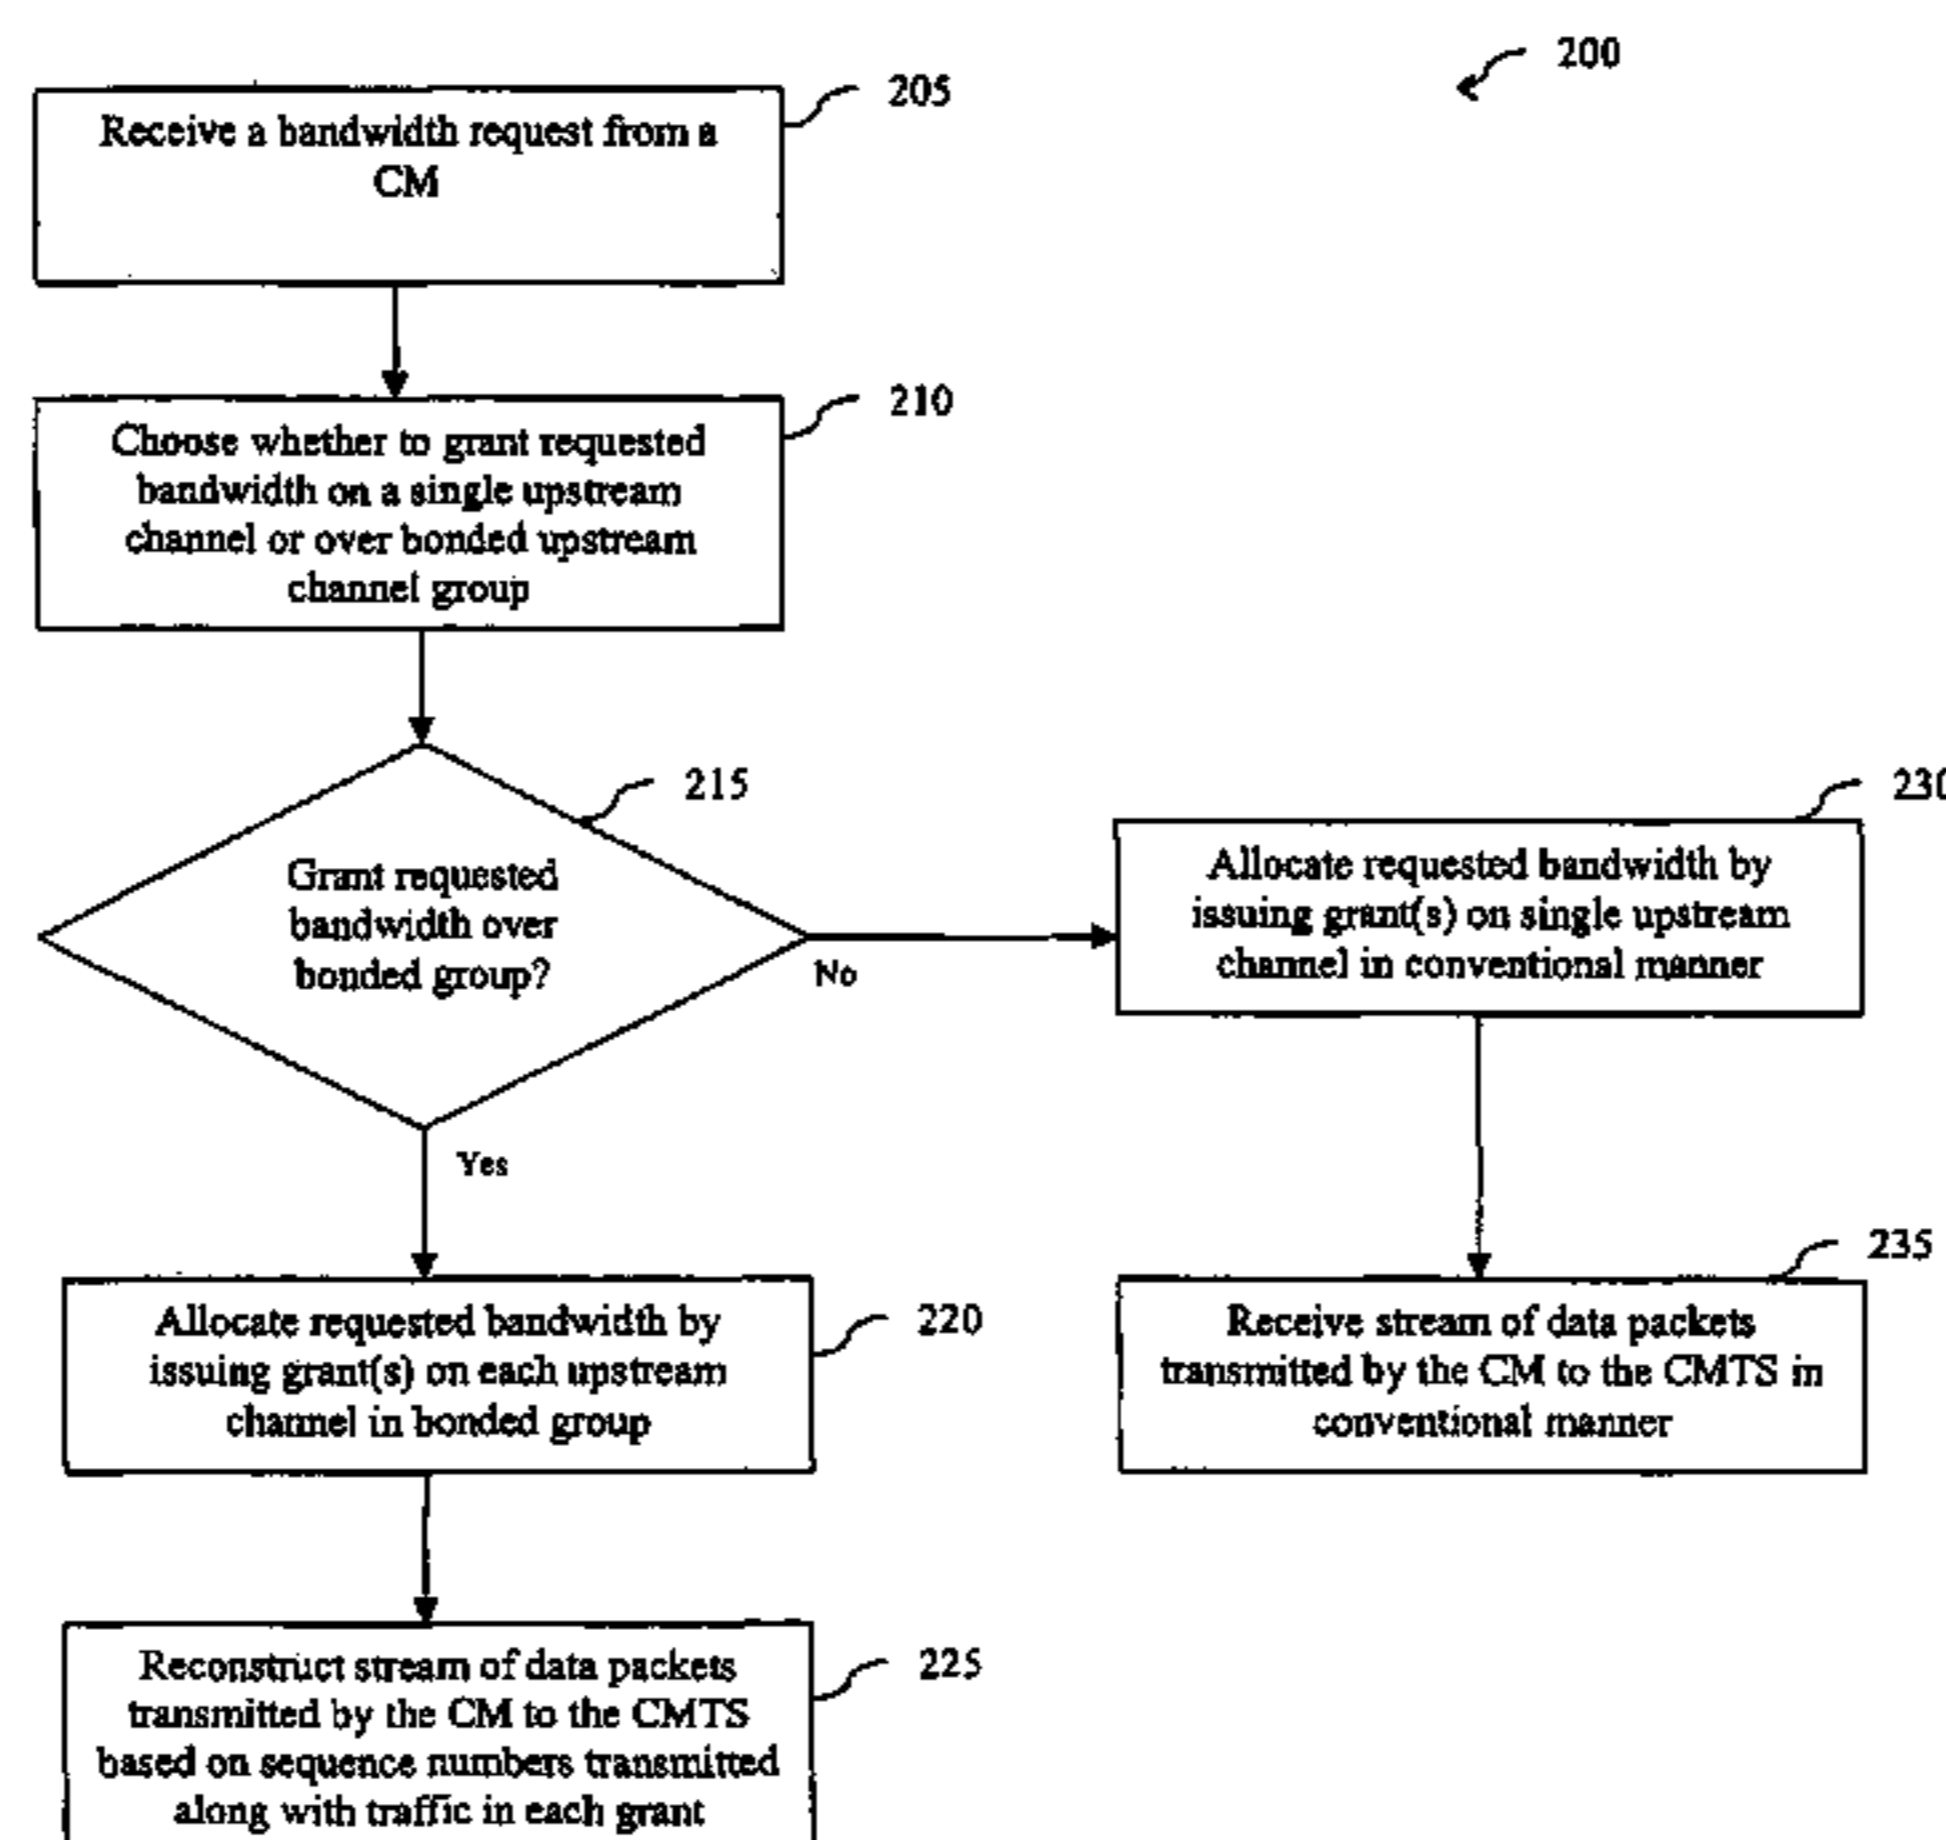 200
205
Receive a bandwidth request from a
CM
210
Choose whether to grant requested
bandwidth on a single upstream
channel or over bonded upstream
channel group
215
Grant requested
bandwidth over
bonded group?
No
Yes
230
Allocate requested bandwidth by
issuing grant(s) on single upstream
channel in conventional manner
220
Allocate requested bandwidth by
issuing grant(s) on each upstream
channel in bonded group
235
Receive stream of data packets
transmitted by the CM to the CMTS in
conventional manner
225
Reconstruct stream of data packets
transmitted by the CM to the CMTS
based on sequence numbers transmitted
along with traffic in each grant